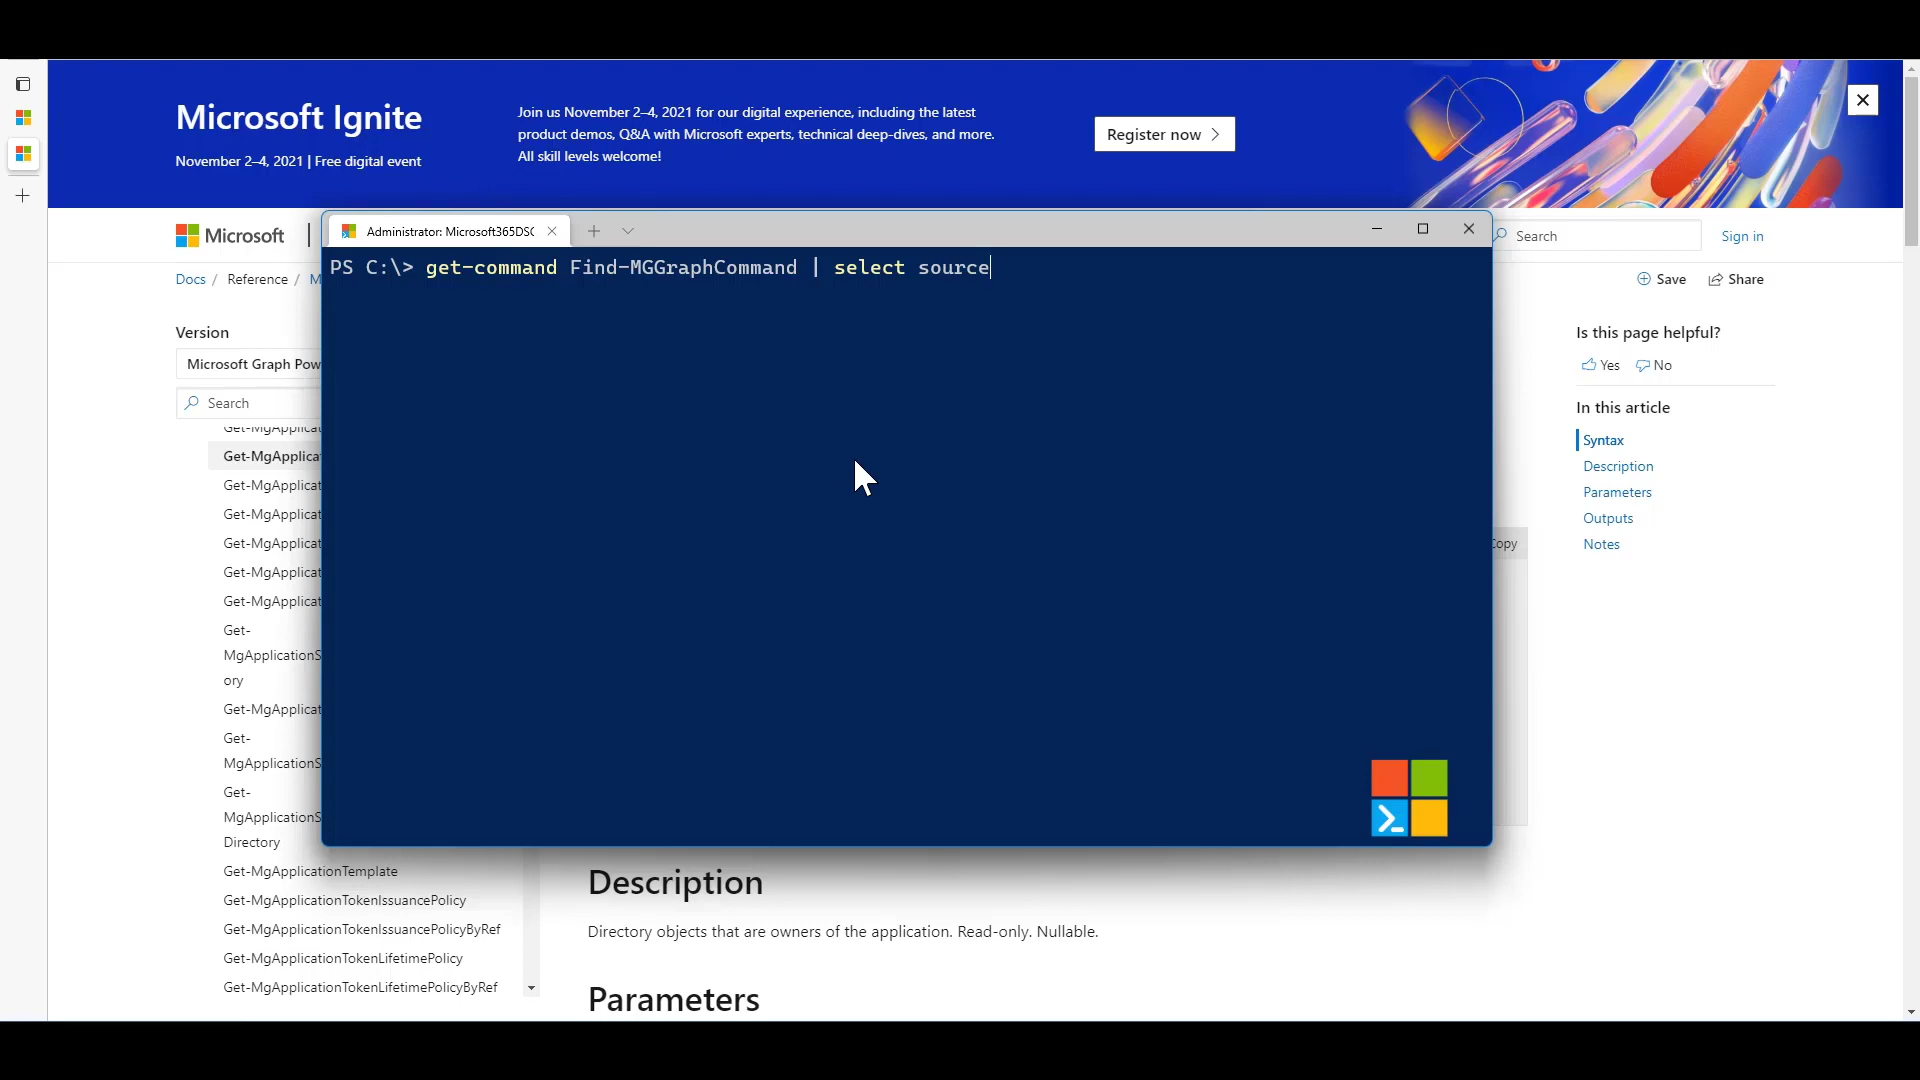 Microsoft Ignite
November 2–4, 2021 | Free digital event
Join us November 2–4, 2021 for our digital experience, including the latest
product demos, Q&A with Microsoft experts, technical deep-dives, and more.
All skill levels welcome!
Register now
Microsoft
Administrator: Microsoft365DSC
Search
Sign in
PS C:\> get-command Find-MGGraphCommand | select source
Docs / Reference / M
Save
Share
Version
Microsoft Graph Pow
Search
Get-MgApplicat
Get-MgApplicat
Get-MgApplicat
Get-MgApplicat
Get-MgApplicat
Get-MgApplicat
Get-MgApplicat
Get-
MgApplicationS
ory
Get-MgApplicat
Get-
MgApplicationS
Get-
MgApplicationS
Directory
Get-MgApplicationTemplate
Get-MgApplicationTokenIssuancePolicy
Get-MgApplicationTokenIssuancePolicyByRef
Get-MgApplicationTokenLifetimePolicy
Get-MgApplicationTokenLifetimePolicyByRef
Copy
Description
Directory objects that are owners of the application. Read-only. Nullable.
Parameters
Is this page helpful?
Yes
No
In this article
Syntax
Description
Parameters
Outputs
Notes